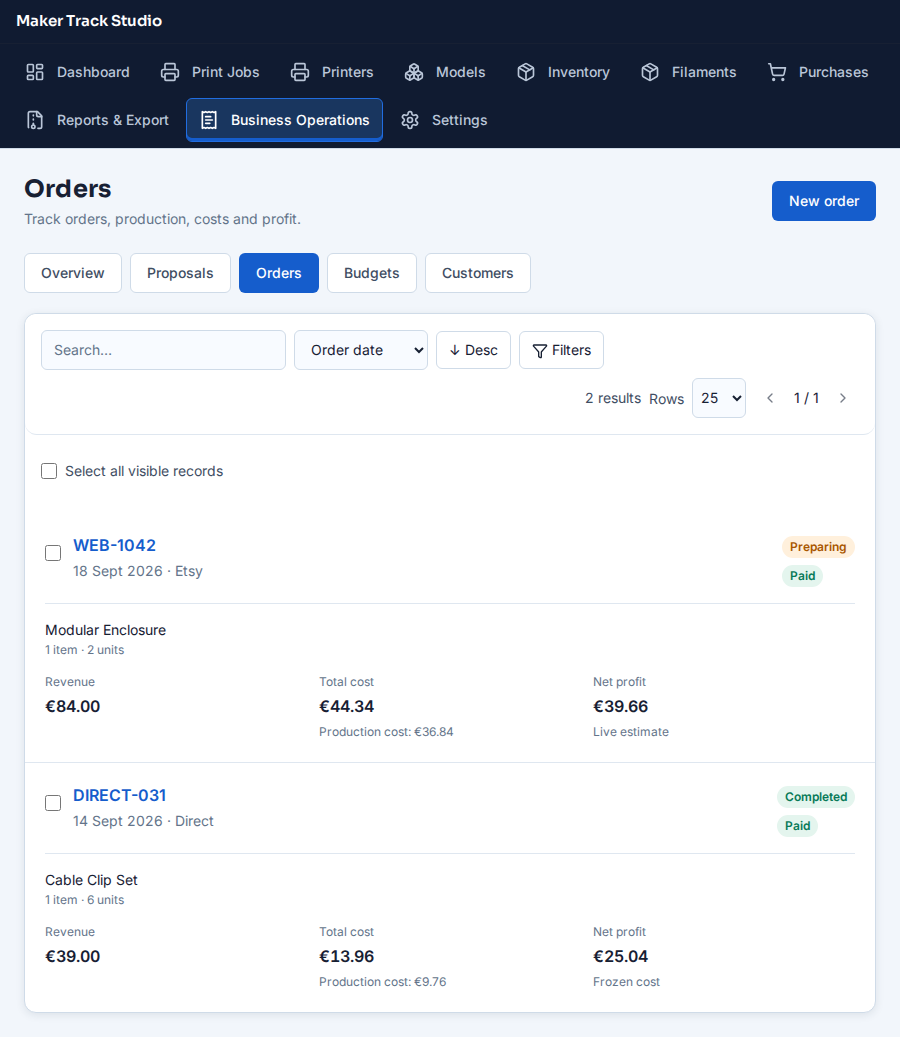 Maker Track Studio
Dashboard Print Jobs Printers Models Inventory Filaments Purchases
Reports & Export Business Operations Settings
Orders
Track orders, production, costs and profit.
New order
Overview Proposals Orders Budgets Customers
Search... Order date ↓ Desc Filters
2 results Rows 25 1 / 1
Select all visible records
WEB-1042
Preparing
18 Sept 2026 · Etsy
Paid
Modular Enclosure
1 item · 2 units
Revenue Total cost Net profit
€84.00 €44.34 €39.66
Production cost: €36.84 Live estimate
DIRECT-031
Completed
14 Sept 2026 · Direct
Paid
Cable Clip Set
1 item · 6 units
Revenue Total cost Net profit
€39.00 €13.96 €25.04
Production cost: €9.76 Frozen cost